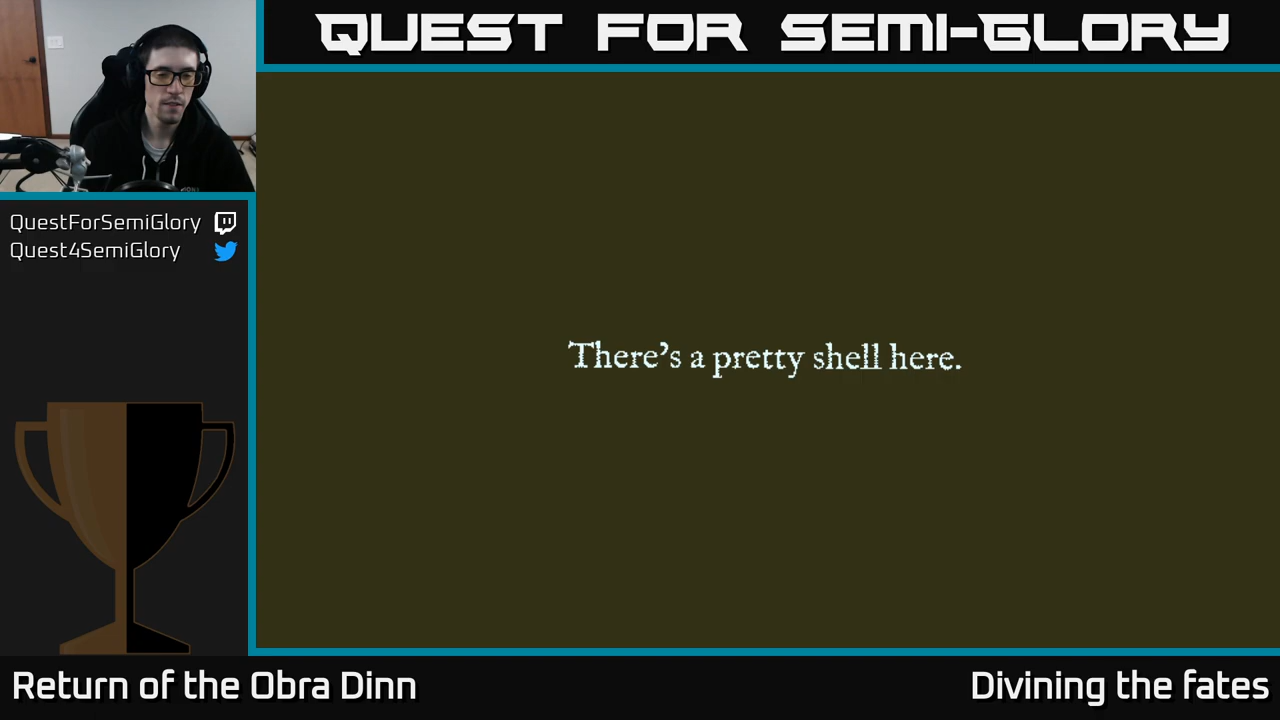 QUEST FOR SEMI-GLORY
QuestForSemiGlory
Quest4SemiGlory
There's a pretty shell here.
Return of the Obra Dinn
Divining the fates